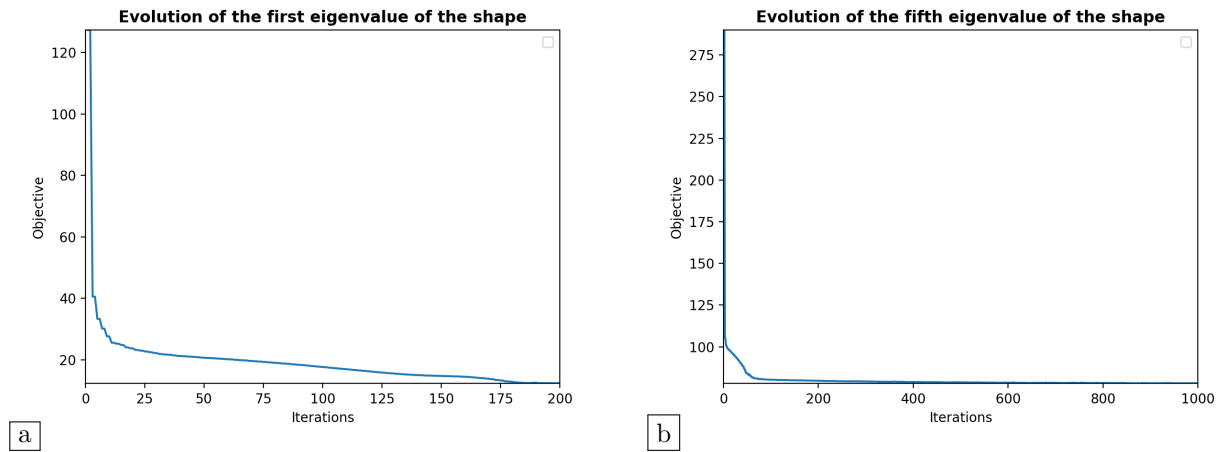 Evolution of the first eigenvalue of the shape
120
100
80
60
40
20
Objective
0 25 50 75 100 125 150 175 200
Iterations
a
Evolution of the fifth eigenvalue of the shape
275
250
225
200
175
150
125
100
Objective
0 200 400 600 800 1000
Iterations
b